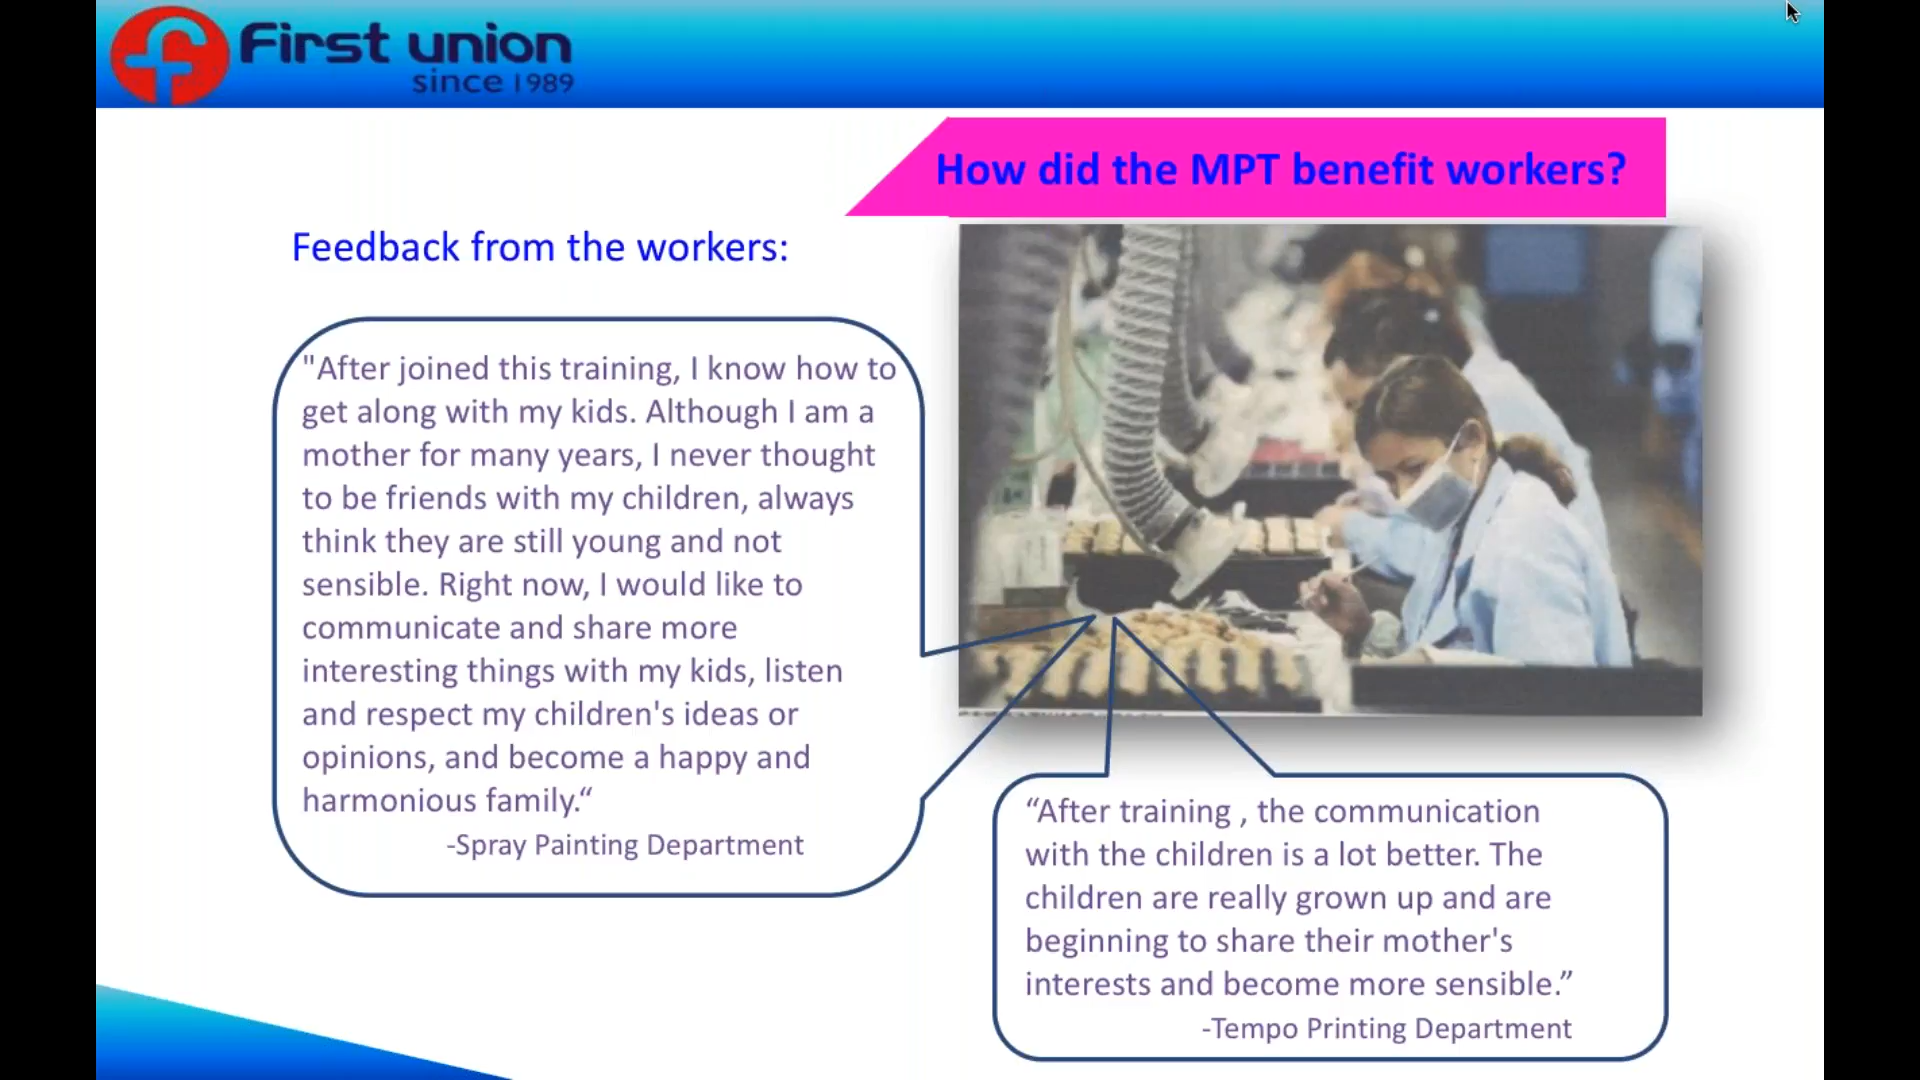 First union
since 1989
How did the MPT benefit workers?
Feedback from the workers:
"After joined this training, I know how to
get along with my kids. Although I am a
mother for many years, I never thought
to be friends with my children, always
think they are still young and not
sensible. Right now, I would like to
communicate and share more
interesting things with my kids, listen
and respect my children's ideas or
opinions, and become a happy and
harmonious family.“
-Spray Painting Department
“After training , the communication
with the children is a lot better. The
children are really grown up and are
beginning to share their mother's
interests and become more sensible.”
-Tempo Printing Department